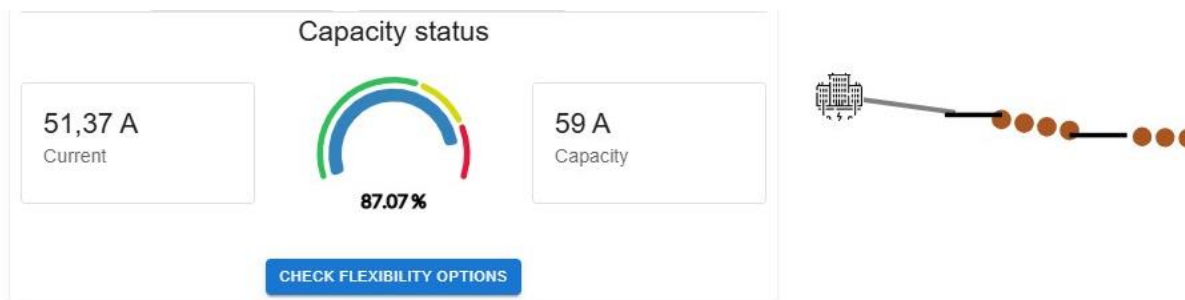 Capacity status
51,37 A
Current
87.07 %
59 A
Capacity
CHECK FLEXIBILITY OPTIONS